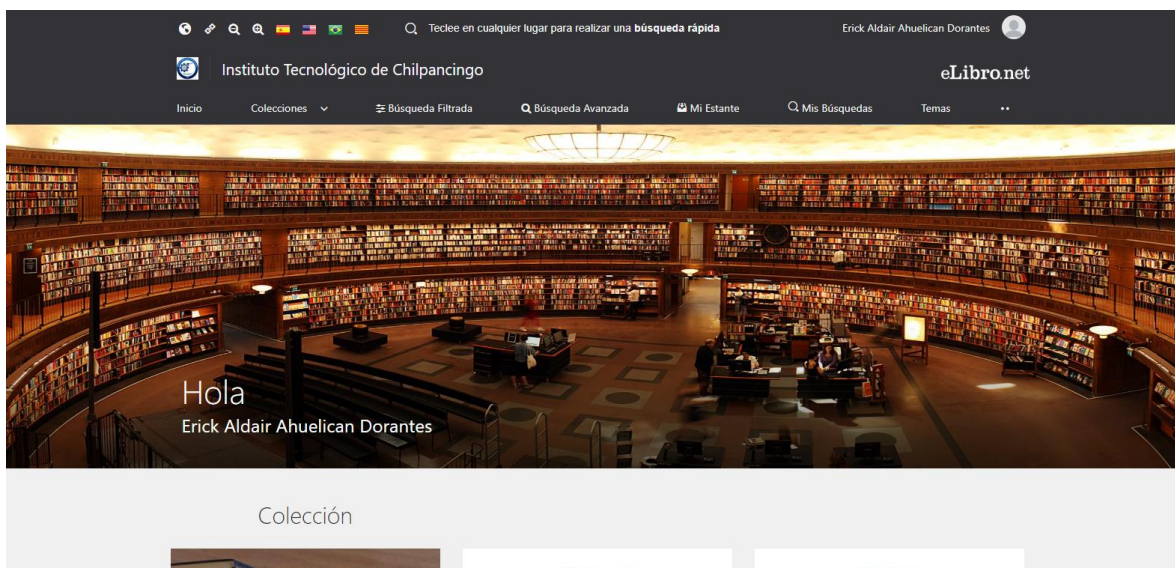 Teclee en cualquier lugar para realizar una búsqueda rápida
Erick Aldair Ahuelican Dorantes
Instituto Tecnológico de Chilpancingo
eLibro.net
Inicio Colecciones Búsqueda Filtrada Búsqueda Avanzada Mi Estante Mis Búsquedas Temas ••
Hola
Erick Aldair Ahuelican Dorantes
Colección